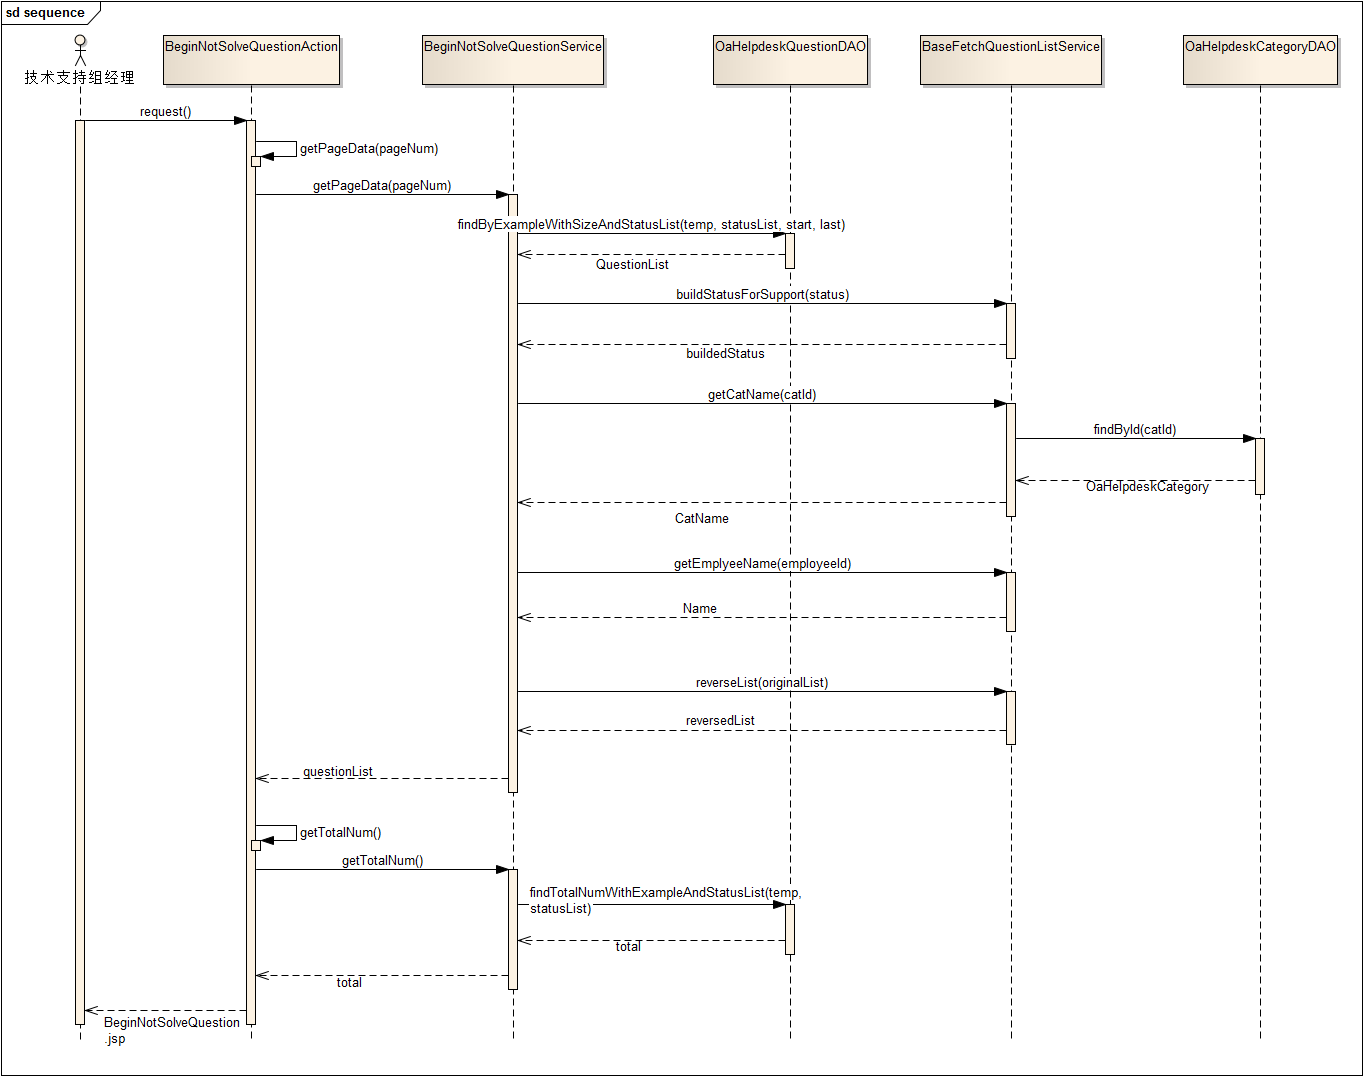 sd sequence
技术支持组经理
BeginNotSolveQuestionAction
BeginNotSolveQuestionService
OaHelpdeskQuestionDAO
BaseFetchQuestionListService
OaHelpdeskCategoryDAO
request()
getPageData(pageNum)
getPageData(pageNum)
findByExampleWithSizeAndStatusList(temp, statusList, start, last)
QuestionList
buildStatusForSupport(status)
buildedStatus
getCatName(catId)
findById(catId)
OaHelpdeskCategory
CatName
getEmplyeeName(employeeId)
Name
reverseList(originalList)
reversedList
questionList
getTotalNum()
getTotalNum()
findTotalNumWithExampleAndStatusList(temp,
statusList)
total
total
BeginNotSolveQuestion
.jsp